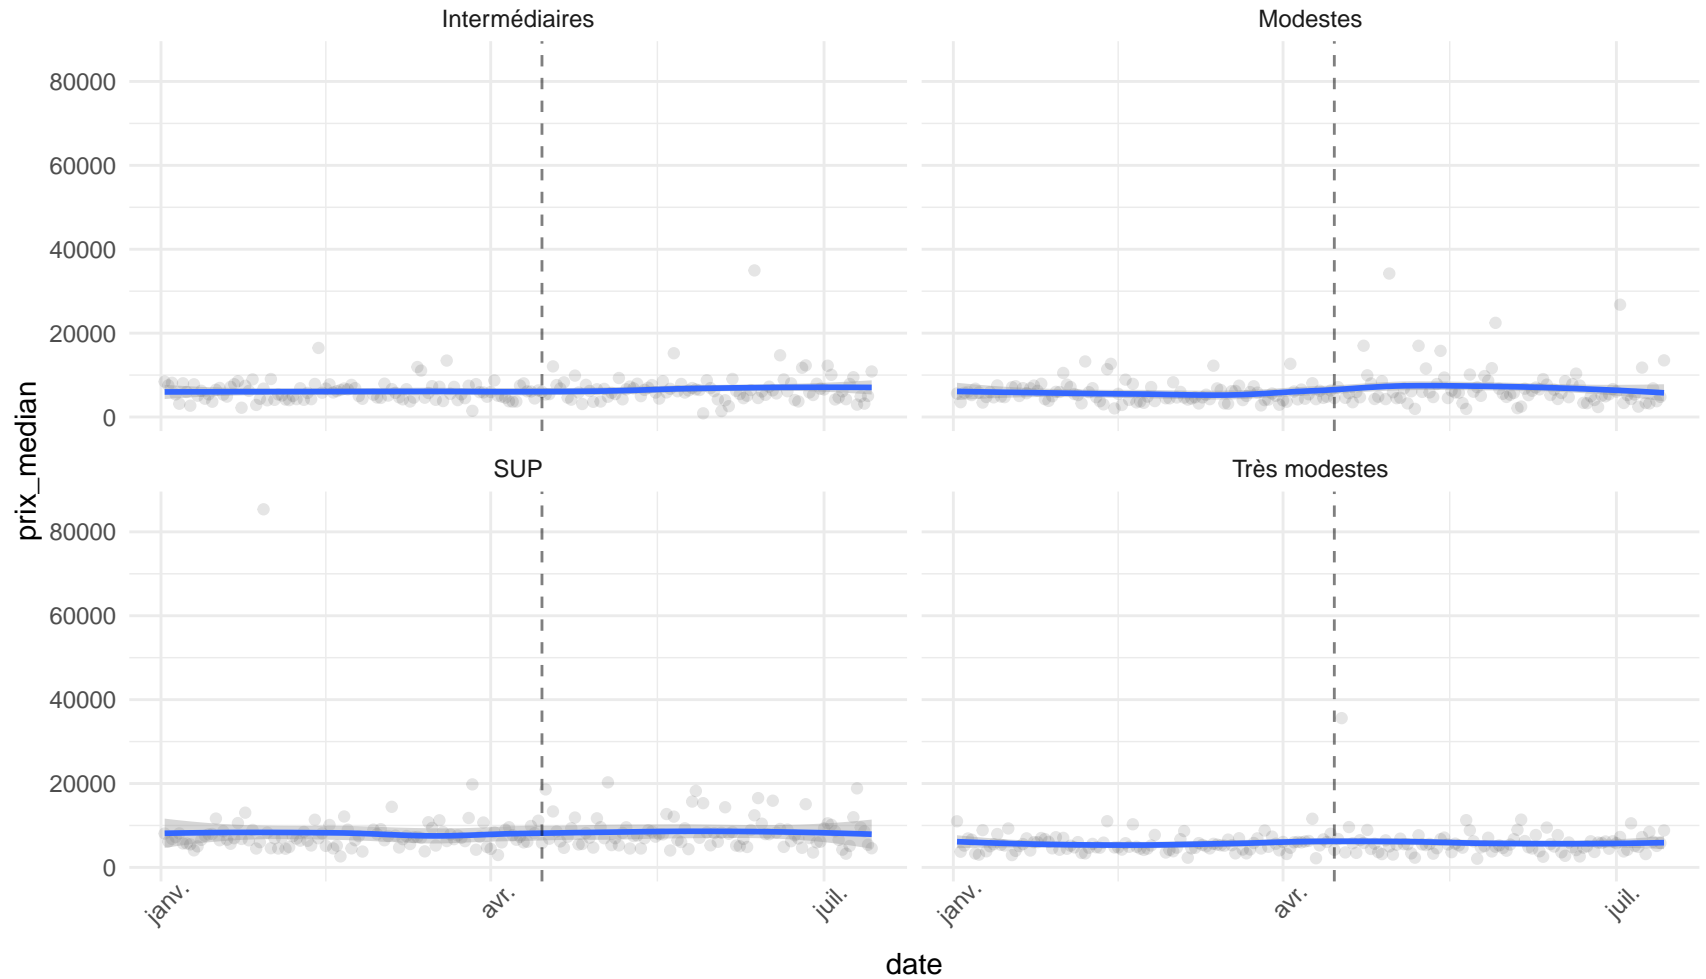 Intermédiaires
Modestes
80000
60000
40000
20000
0
SUP
Très modestes
80000
60000
40000
20000
0
janv.
avr.
juil.
janv.
avr.
juil.
prix_median
date